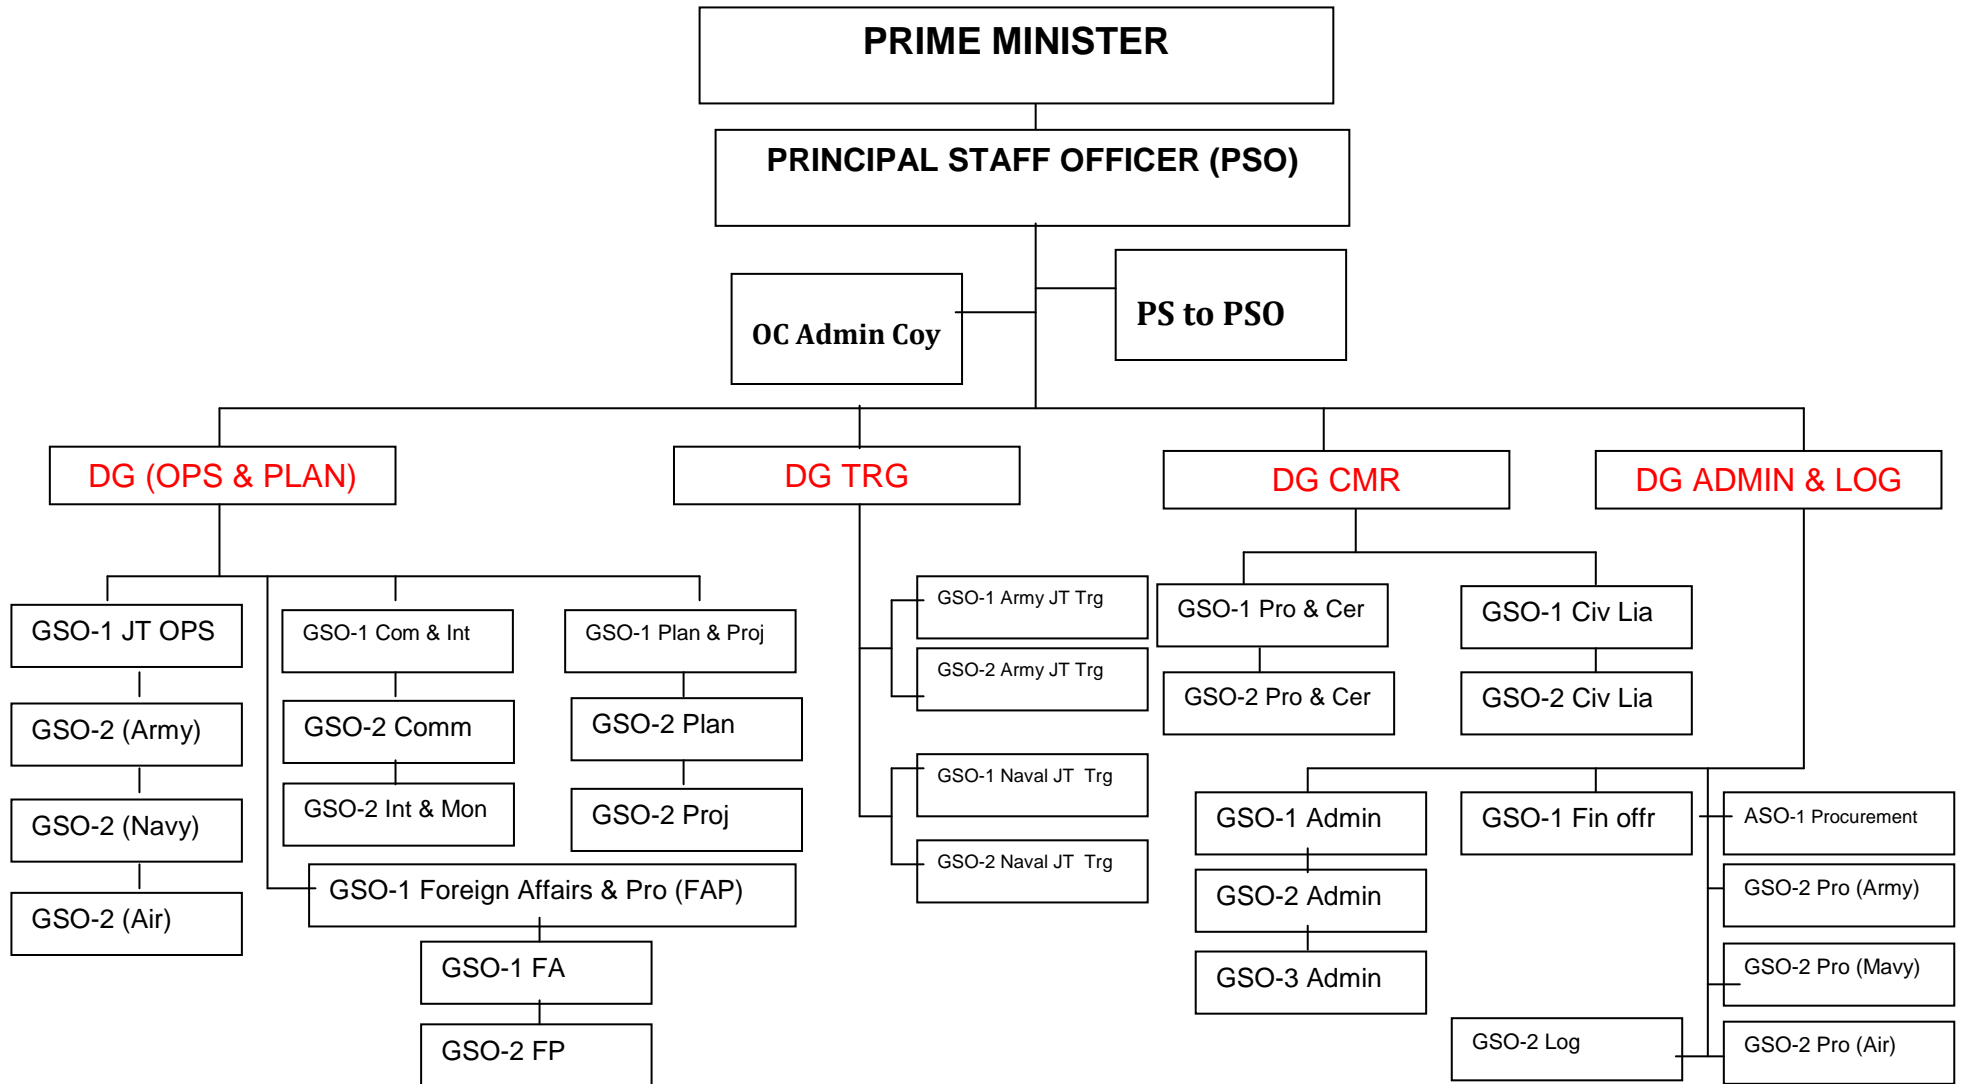 PRIME MINISTER
PRINCIPAL STAFF OFFICER (PSO)
OC Admin Coy
PS to PSO
DG (OPS & PLAN)
DG TRG
DG CMR
DG ADMIN & LOG
GSO-1 JT OPS
GSO-2 (Army)
GSO-2 (Navy)
GSO-2 (Air)
GSO-1 Com & Int
GSO-2 Comm
GSO-2 Int & Mon
GSO-1 Plan & Proj
GSO-2 Plan
GSO-2 Proj
GSO-1 Foreign Affairs & Pro (FAP)
GSO-1 FA
GSO-2 FP
GSO-1 Army JT Trg
GSO-2 Army JT Trg
GSO-1 Naval JT Trg
GSO-2 Naval JT Trg
GSO-1 Pro & Cer
GSO-2 Pro & Cer
GSO-1 Civ Lia
GSO-2 Civ Lia
GSO-1 Admin
GSO-2 Admin
GSO-3 Admin
GSO-1 Fin offr
ASO-1 Procurement
GSO-2 Pro (Army)
GSO-2 Pro (Mavy)
GSO-2 Pro (Air)
GSO-2 Log